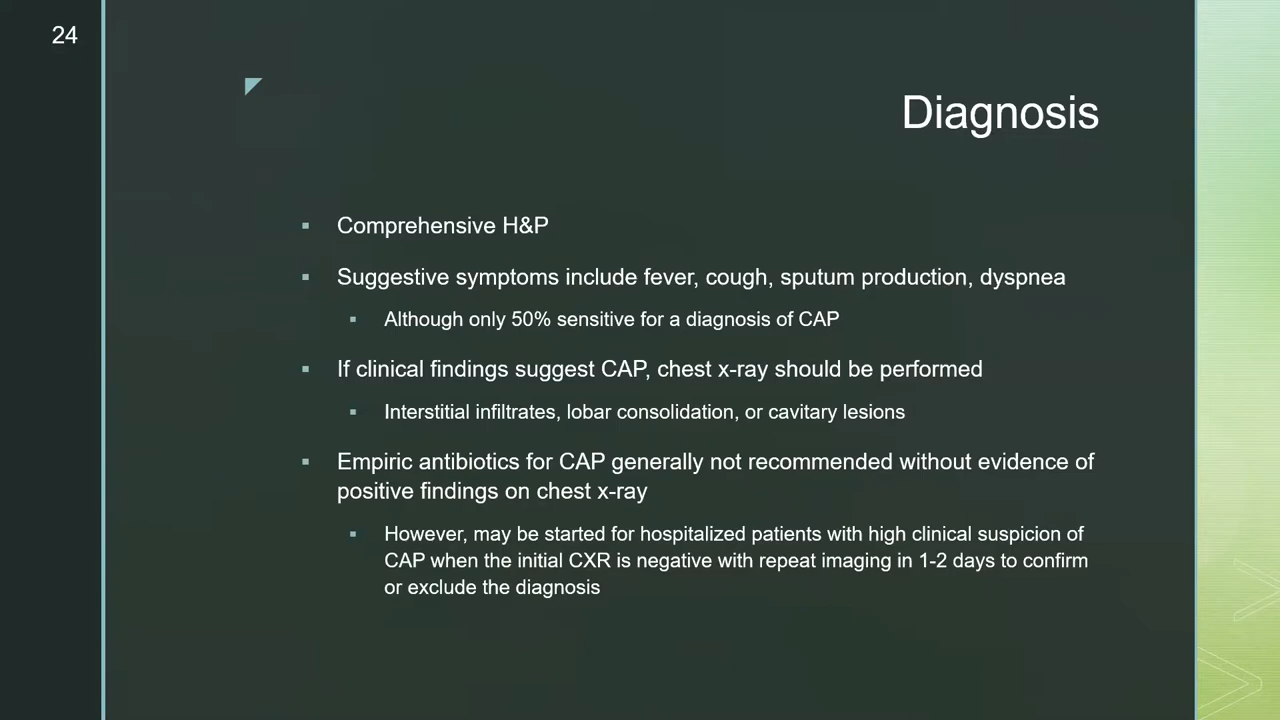 24
Diagnosis
▪ Comprehensive H&P
▪ Suggestive symptoms include fever, cough, sputum production, dyspnea
▪ Although only 50% sensitive for a diagnosis of CAP
▪ If clinical findings suggest CAP, chest x-ray should be performed
▪ Interstitial infiltrates, lobar consolidation, or cavitary lesions
▪ Empiric antibiotics for CAP generally not recommended without evidence of
positive findings on chest x-ray
▪ However, may be started for hospitalized patients with high clinical suspicion of
CAP when the initial CXR is negative with repeat imaging in 1-2 days to confirm
or exclude the diagnosis